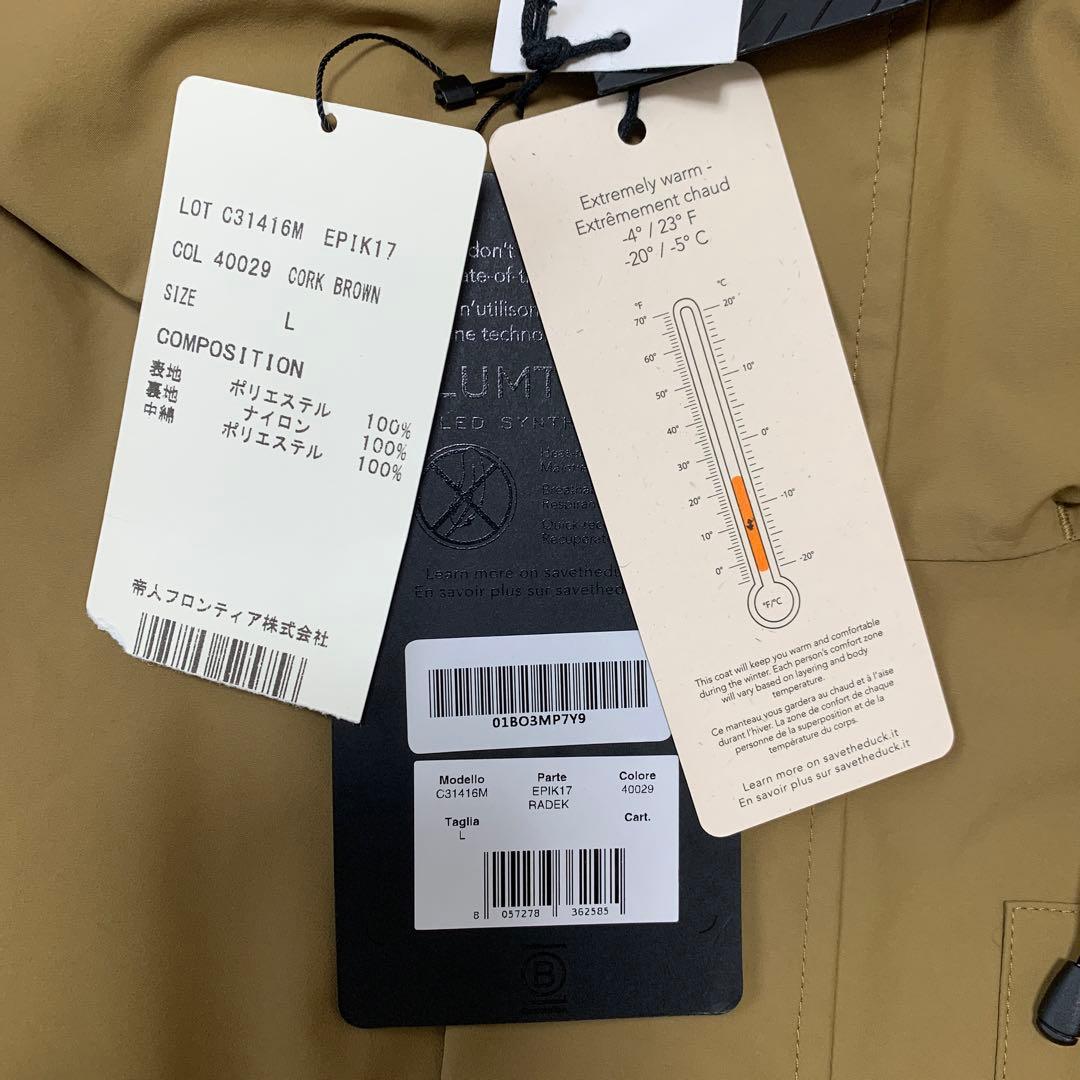 LOT C31416M EPIK17
COL 40029 CORK BROWN
SIZE
L
COMPOSITION
表地 ポリエステル 100%
裏地 ナイロン 100%
中綿 ポリエステル 100%
帝人フロンティア株式会社
don't
n'utilison
LED SYNTH
Learn more on savethedu
En savoir plus sur savethed
01BO3MP7Y9
Modello Parte Colore
C31416M EPIK17 40029
RADEK
Taglia Cart.
L
8 057278 362585
B
Extremely warm -
Extrêmement chaud
-4° / 23° F
-20° / -5° C
°F °C
70° 20°
60°
10°
50°
40° 0°
30°
20° -10°
10°
0° -20°
°F/°C
This coat will keep you warm and comfortable
during the winter. Each person's comfort zone
will vary based on layering and body
temperature.
Ce manteau vous gardera au chaud et à l'aise
durant l'hiver. La zone de confort de chaque
personne de la superposition et de la
température du corps.
Learn more on savetheduck.it
En savoir plus sur savetheduck.it